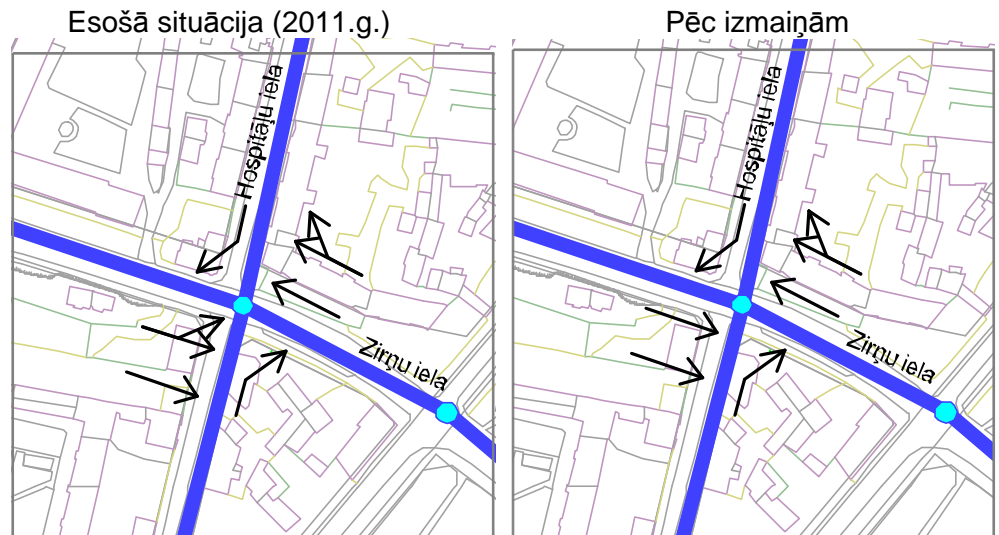 Esošā situācija (2011.g.)
Pēc izmaiņām
Hospitāļu iela
Zirņu iela
Hospitāļu iela
Zirņu iela